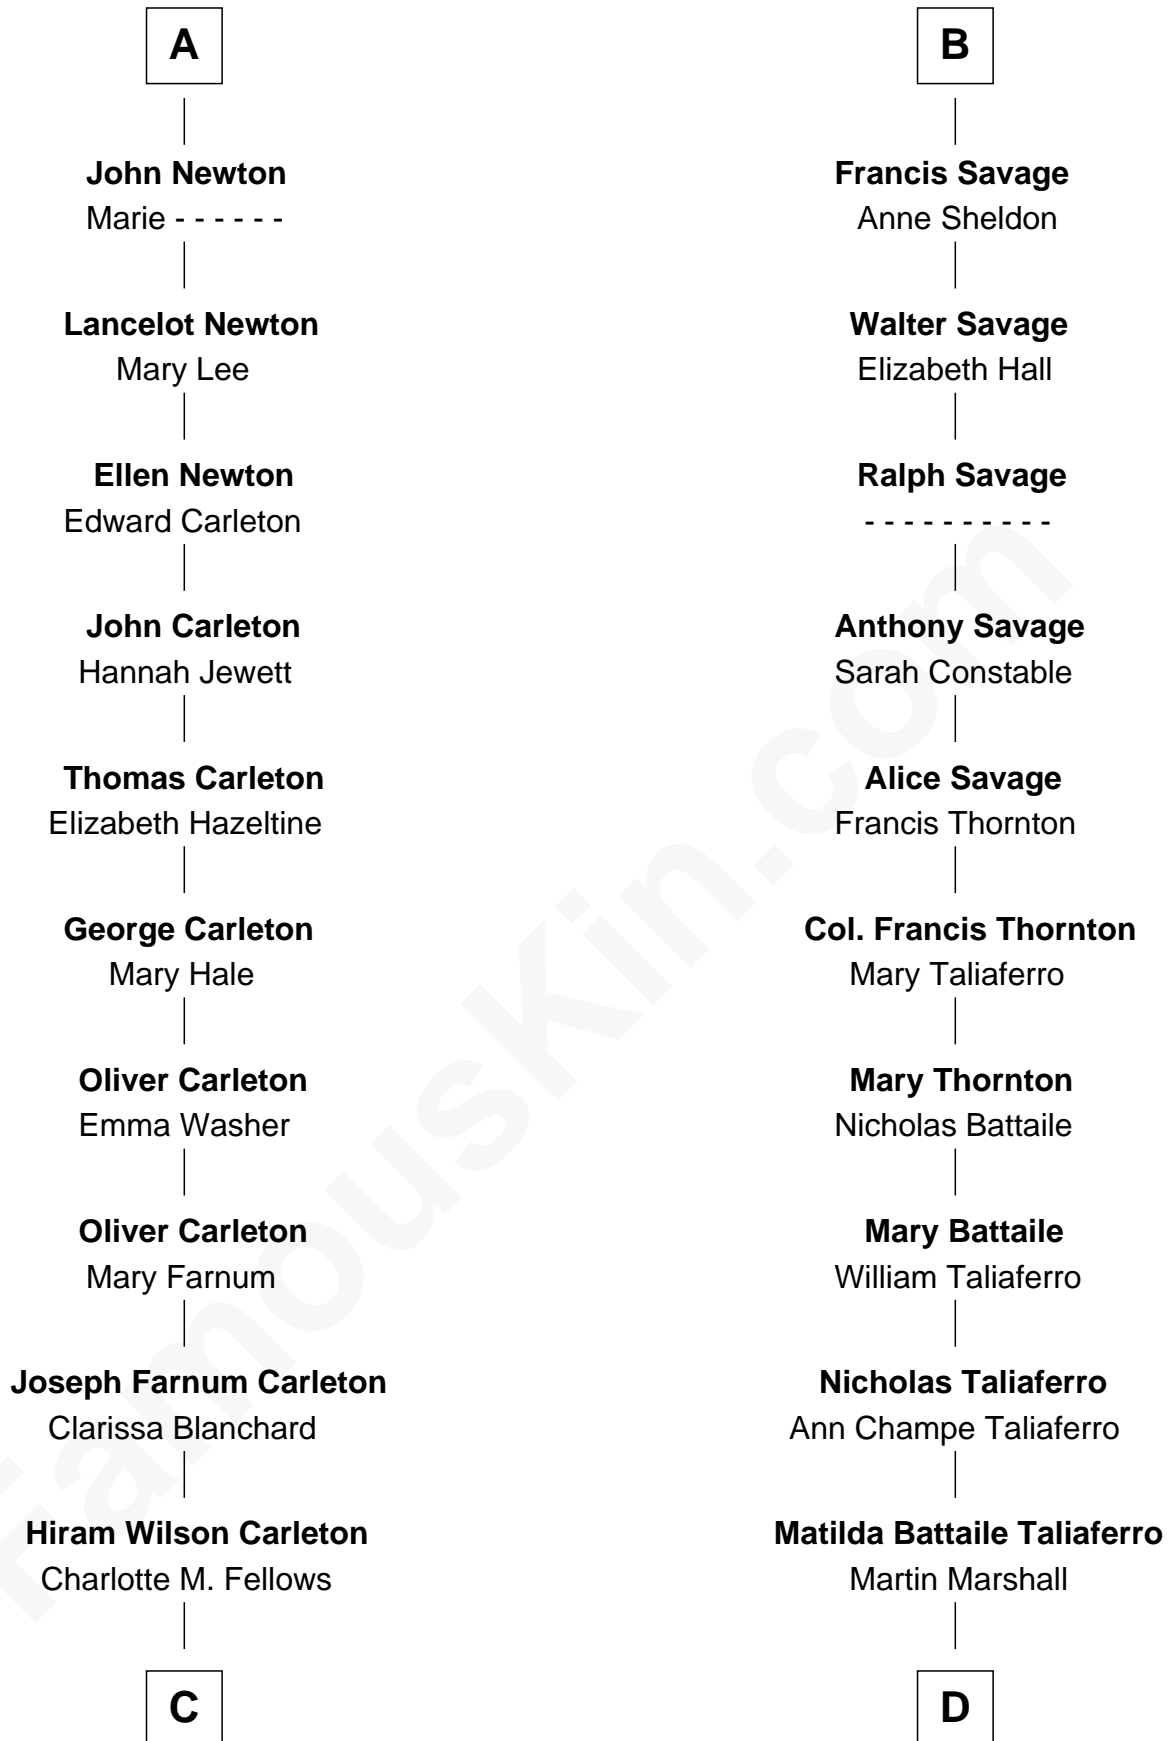 A
John Newton
Marie - - - - - -
Lancelot Newton
Mary Lee
Ellen Newton
Edward Carleton
John Carleton
Hannah Jewett
Thomas Carleton
Elizabeth Hazeltine
George Carleton
Mary Hale
Oliver Carleton
Emma Washer
Oliver Carleton
Mary Farnum
Joseph Farnum Carleton
Clarissa Blanchard
Hiram Wilson Carleton
Charlotte M. Fellows
C
B
Francis Savage
Anne Sheldon
Walter Savage
Elizabeth Hall
Ralph Savage
- - - - - - - - - -
Anthony Savage
Sarah Constable
Alice Savage
Francis Thornton
Col. Francis Thornton
Mary Taliaferro
Mary Thornton
Nicholas Battaile
Mary Battaile
William Taliaferro
Nicholas Taliaferro
Ann Champe Taliaferro
Matilda Battaile Taliaferro
Martin Marshall
D
FamousKin.com